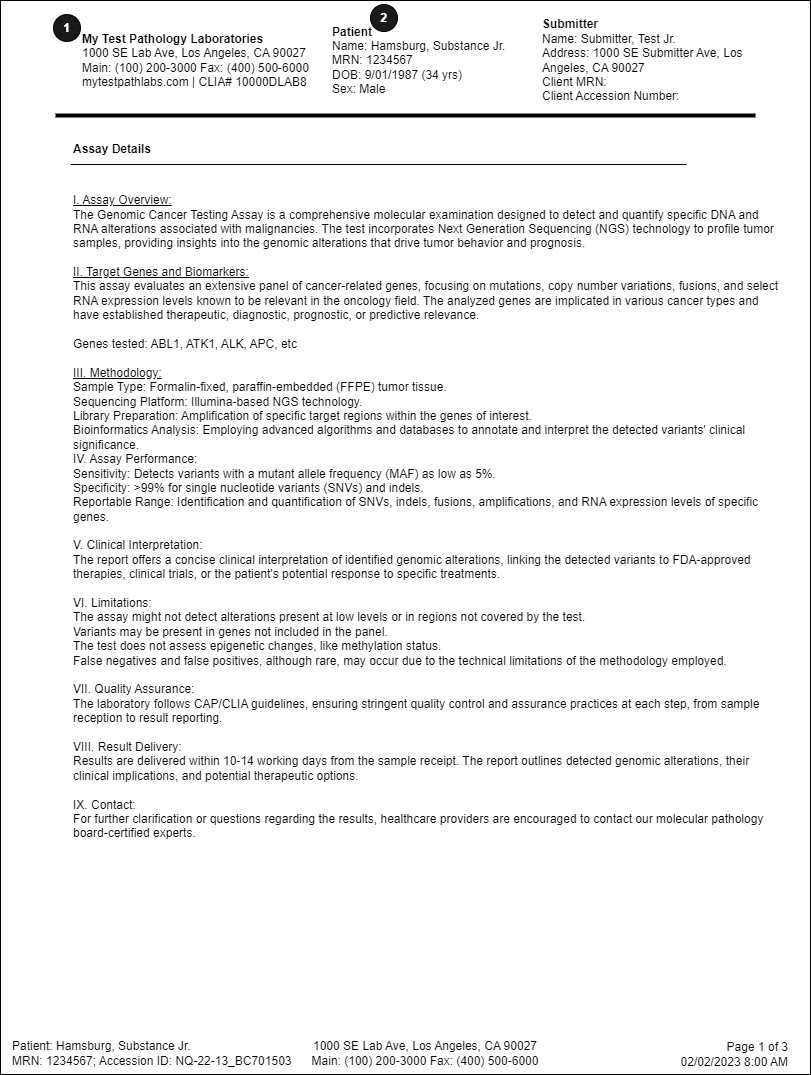 1
My Test Pathology Laboratories
1000 SE Lab Ave, Los Angeles, CA 90027
Main: (100) 200-3000 Fax: (400) 500-6000
mytestpathlabs.com | CLIA# 10000DLAB8
2
Patient
Name: Hamsburg, Substance Jr.
MRN: 1234567
DOB: 9/01/1987 (34 yrs)
Sex: Male
Submitter
Name: Submitter, Test Jr.
Address: 1000 SE Submitter Ave, Los
Angeles, CA 90027
Client MRN:
Client Accession Number:
Assay Details
I. Assay Overview:
The Genomic Cancer Testing Assay is a comprehensive molecular examination designed to detect and quantify specific DNA and
RNA alterations associated with malignancies. The test incorporates Next Generation Sequencing (NGS) technology to profile tumor
samples, providing insights into the genomic alterations that drive tumor behavior and prognosis.
II. Target Genes and Biomarkers:
This assay evaluates an extensive panel of cancer-related genes, focusing on mutations, copy number variations, fusions, and select
RNA expression levels known to be relevant in the oncology field. The analyzed genes are implicated in various cancer types and
have established therapeutic, diagnostic, prognostic, or predictive relevance.
Genes tested: ABL1, ATK1, ALK, APC, etc
III. Methodology:
Sample Type: Formalin-fixed, paraffin-embedded (FFPE) tumor tissue.
Sequencing Platform: Illumina-based NGS technology.
Library Preparation: Amplification of specific target regions within the genes of interest.
Bioinformatics Analysis: Employing advanced algorithms and databases to annotate and interpret the detected variants' clinical
significance.
IV. Assay Performance:
Sensitivity: Detects variants with a mutant allele frequency (MAF) as low as 5%.
Specificity: >99% for single nucleotide variants (SNVs) and indels.
Reportable Range: Identification and quantification of SNVs, indels, fusions, amplifications, and RNA expression levels of specific
genes.
V. Clinical Interpretation:
The report offers a concise clinical interpretation of identified genomic alterations, linking the detected variants to FDA-approved
therapies, clinical trials, or the patient's potential response to specific treatments.
VI. Limitations:
The assay might not detect alterations present at low levels or in regions not covered by the test.
Variants may be present in genes not included in the panel.
The test does not assess epigenetic changes, like methylation status.
False negatives and false positives, although rare, may occur due to the technical limitations of the methodology employed.
VII. Quality Assurance:
The laboratory follows CAP/CLIA guidelines, ensuring stringent quality control and assurance practices at each step, from sample
reception to result reporting.
VIII. Result Delivery:
Results are delivered within 10-14 working days from the sample receipt. The report outlines detected genomic alterations, their
clinical implications, and potential therapeutic options.
IX. Contact:
For further clarification or questions regarding the results, healthcare providers are encouraged to contact our molecular pathology
board-certified experts.
Patient: Hamsburg, Substance Jr.
MRN: 1234567; Accession ID: NQ-22-13_BC701503
1000 SE Lab Ave, Los Angeles, CA 90027
Main: (100) 200-3000 Fax: (400) 500-6000
Page 1 of 3
02/02/2023 8:00 AM